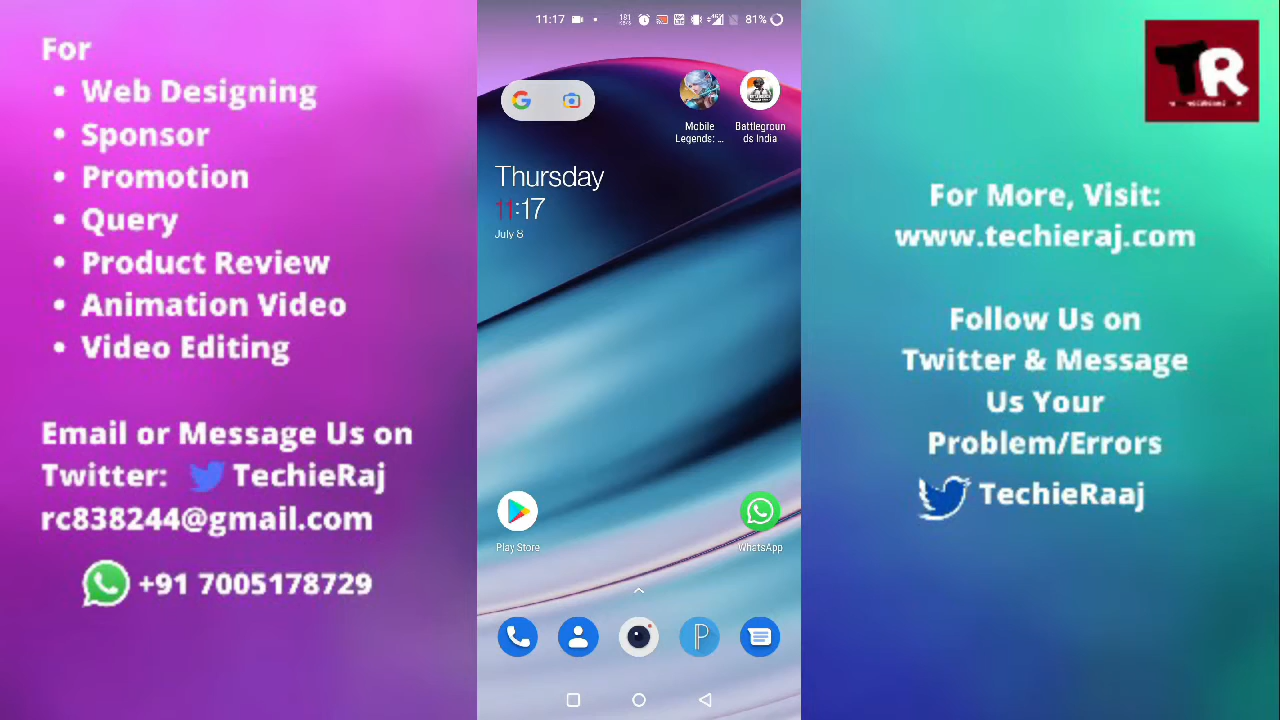 For
• Web Designing
• Sponsor
• Promotion
• Query
• Product Review
• Animation Video
• Video Editing
Email or Message Us on
Twitter: TechieRaj
rc838244@gmail.com
+91 7005178729
11:17
81%
Mobile
Legends: ...
Battlegroun
ds India
Thursday
11:17
July 8
Play Store
WhatsApp
TR
For More, Visit:
www.techieraj.com
Follow Us on
Twitter & Message
Us Your
Problem/Errors
TechieRaaj